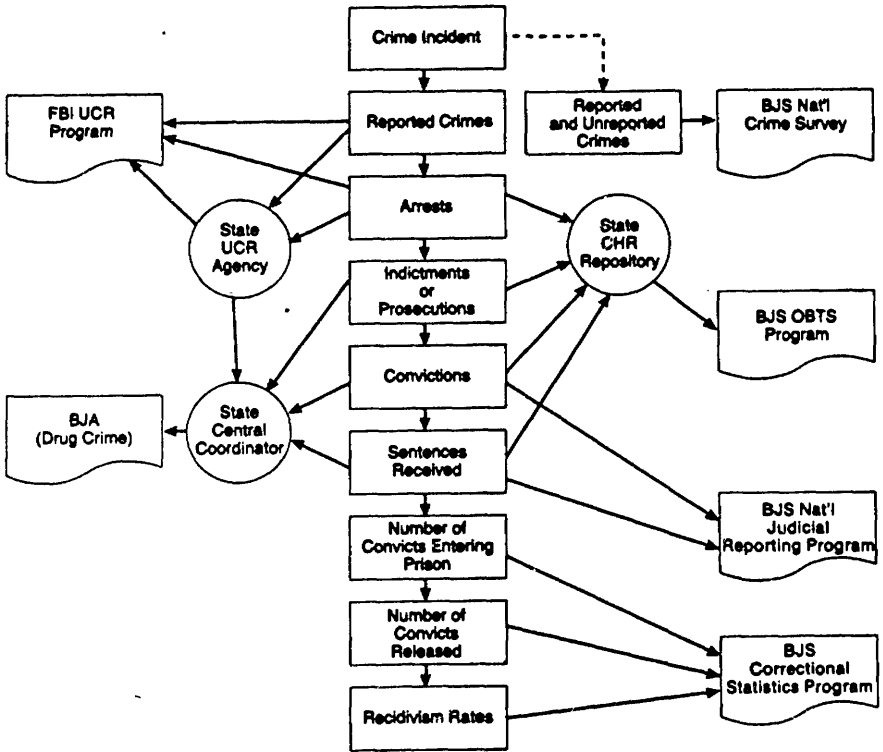 Crime Incident
FBI UCR
Program
Reported Crimes
Reported
and Unreported
Crimes
BJS Nat'l
Crime Survey
Arrests
State
UCR
Agency
State
CHR
Repository
Indictments
or
Prosecutions
BJS OBTS
Program
Convictions
BJA
(Drug Crime)
State
Central
Coordinator
Sentences
Received
BJS Nat'l
Judicial
Reporting Program
Number of
Convicts Entering
Prison
Number of
Convicts
Released
BJS
Correctional
Statistics Program
Recidivism Rates